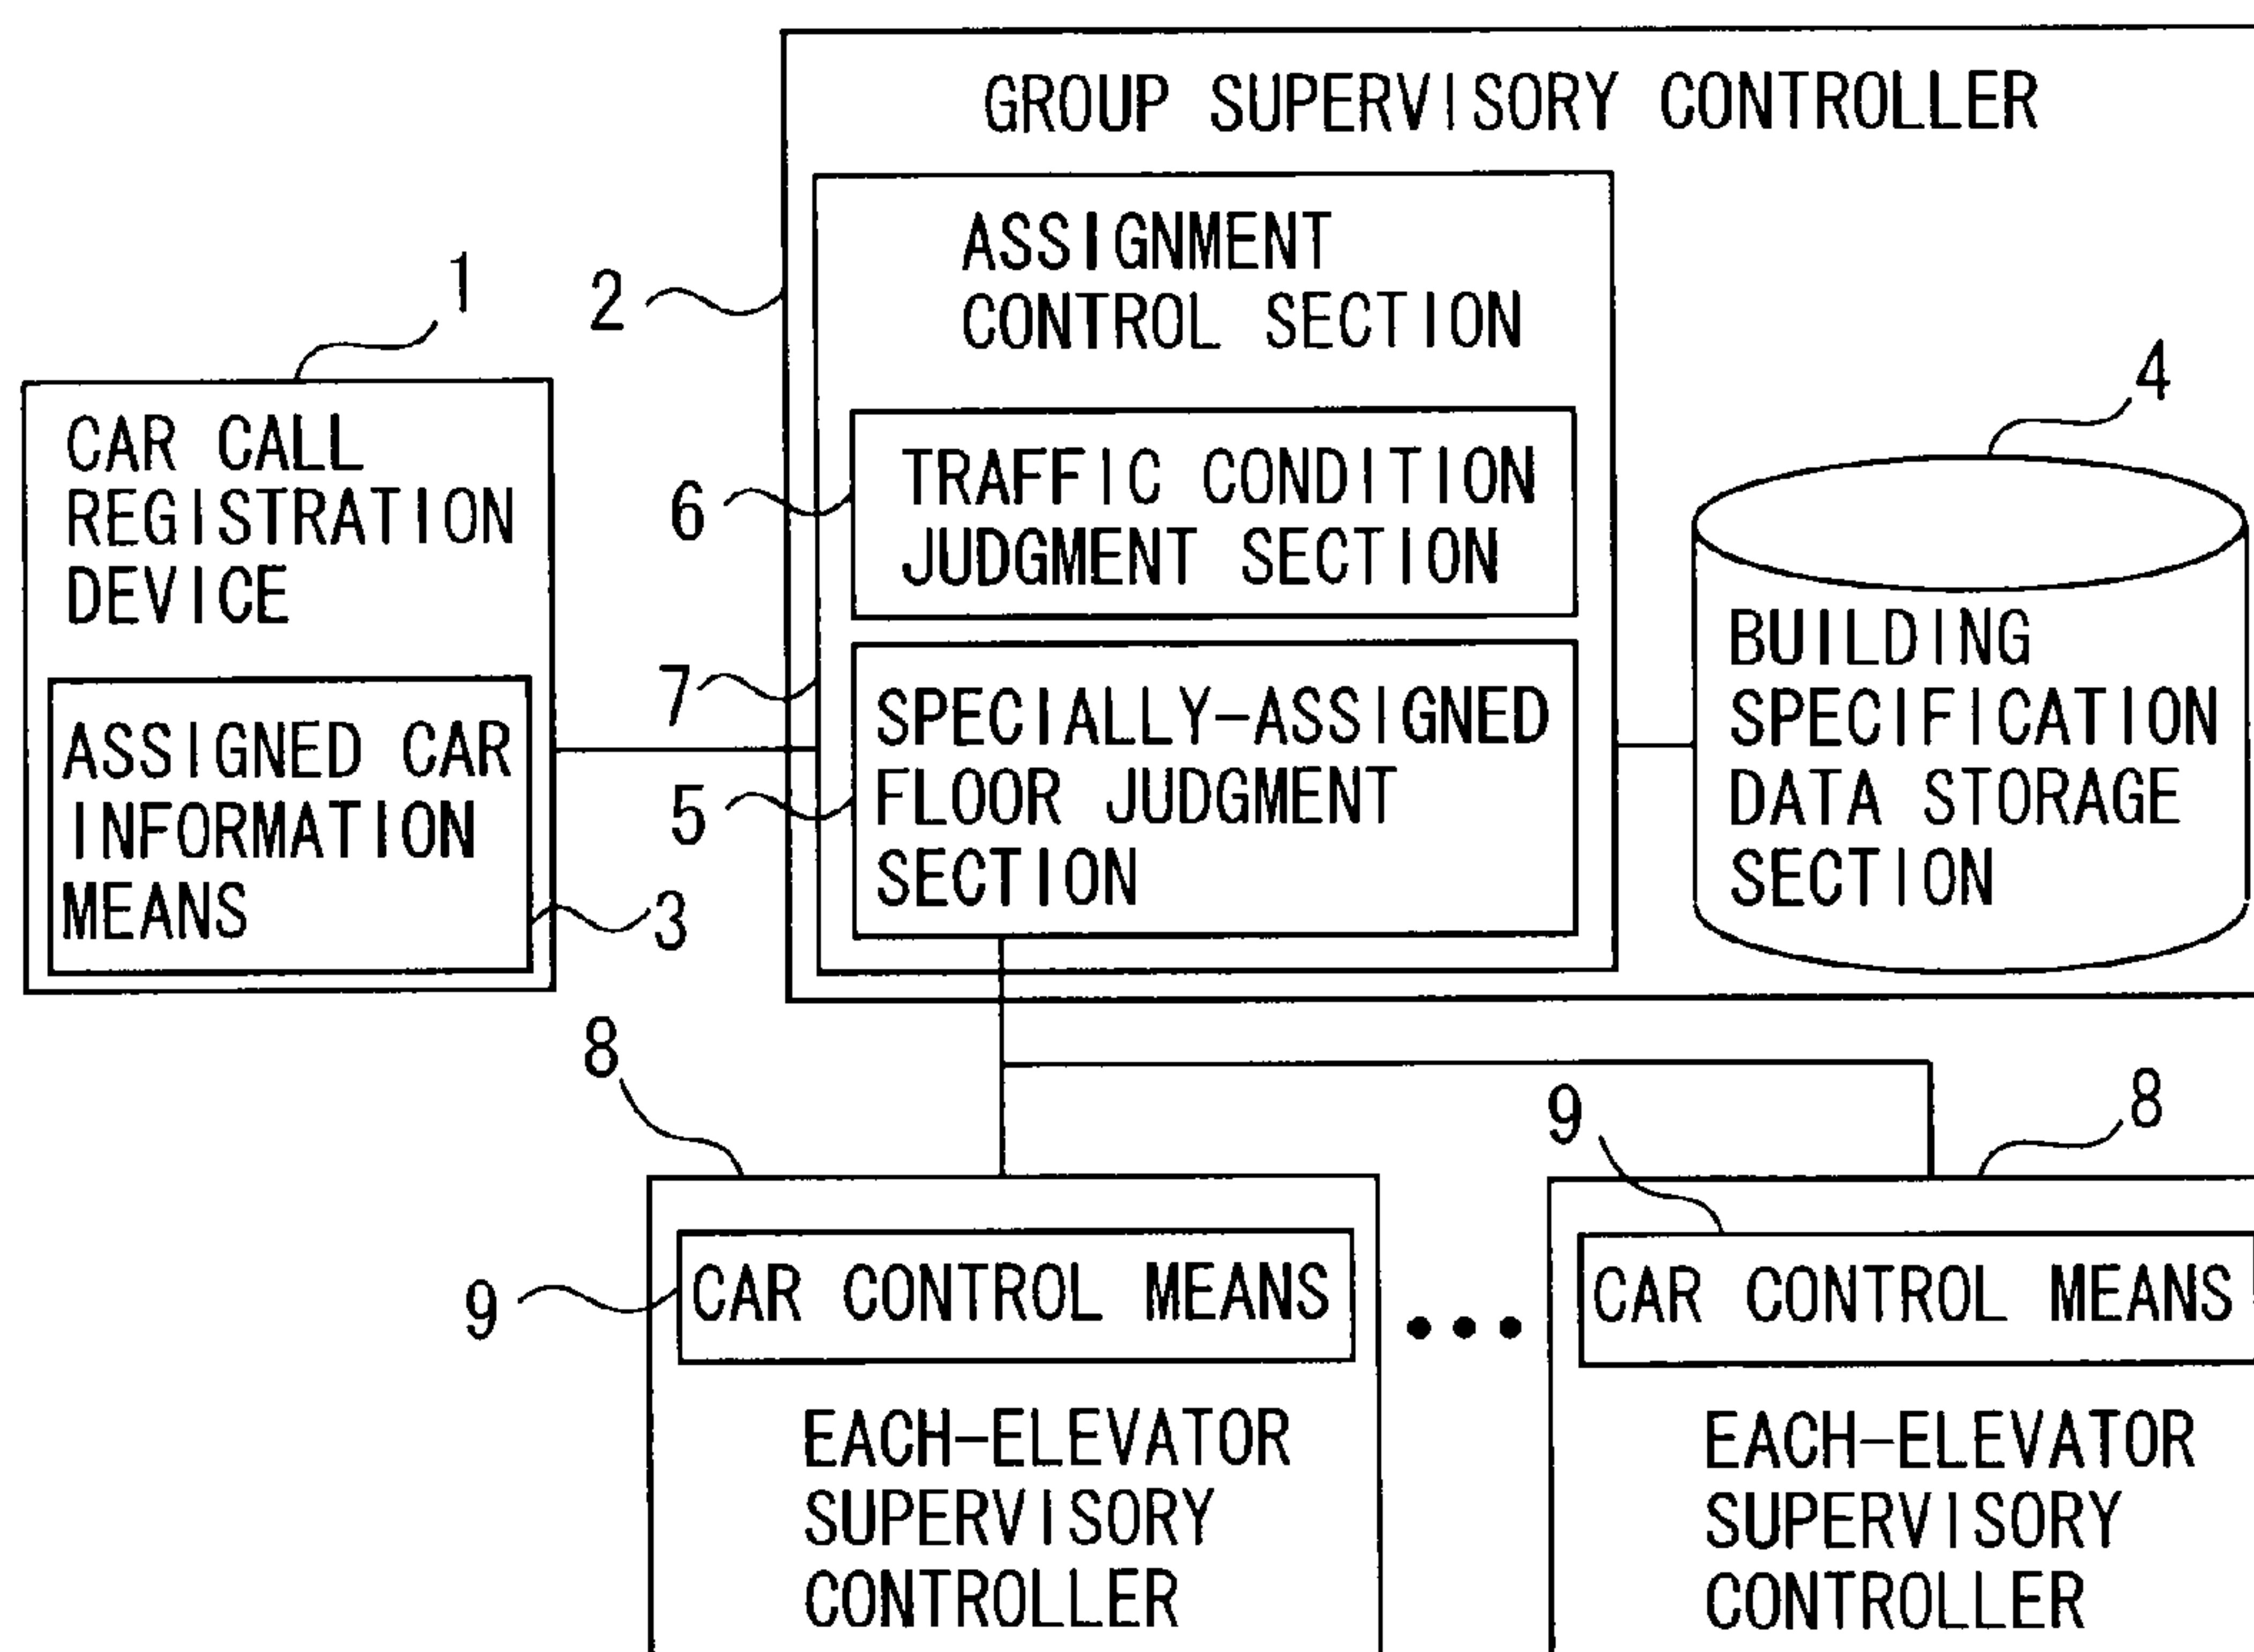 GROUP SUPERVISORY CONTROLLER
ASSIGNMENT
CONTROL SECTION
1
2
4
CAR CALL
REGISTRATION
DEVICE
6
TRAFFIC CONDITION
JUDGMENT SECTION
7
5
SPECIALLY-ASSIGNED
FLOOR JUDGMENT
SECTION
BUILDING
SPECIFICATION
DATA STORAGE
SECTION
ASSIGNED CAR
INFORMATION
MEANS
3
8
9
8
9
CAR CONTROL MEANS
CAR CONTROL MEANS
EACH-ELEVATOR
SUPERVISORY
CONTROLLER
EACH-ELEVATOR
SUPERVISORY
CONTROLLER